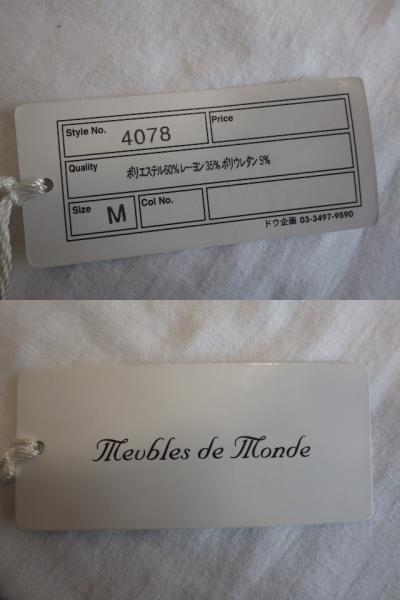 Style No. 4078 Price
Quality ポリエステル60% レーヨン35% ポリウレタン5%
Size M Col No.
ドウ企画 03-3497-9590
Meubles de Monde